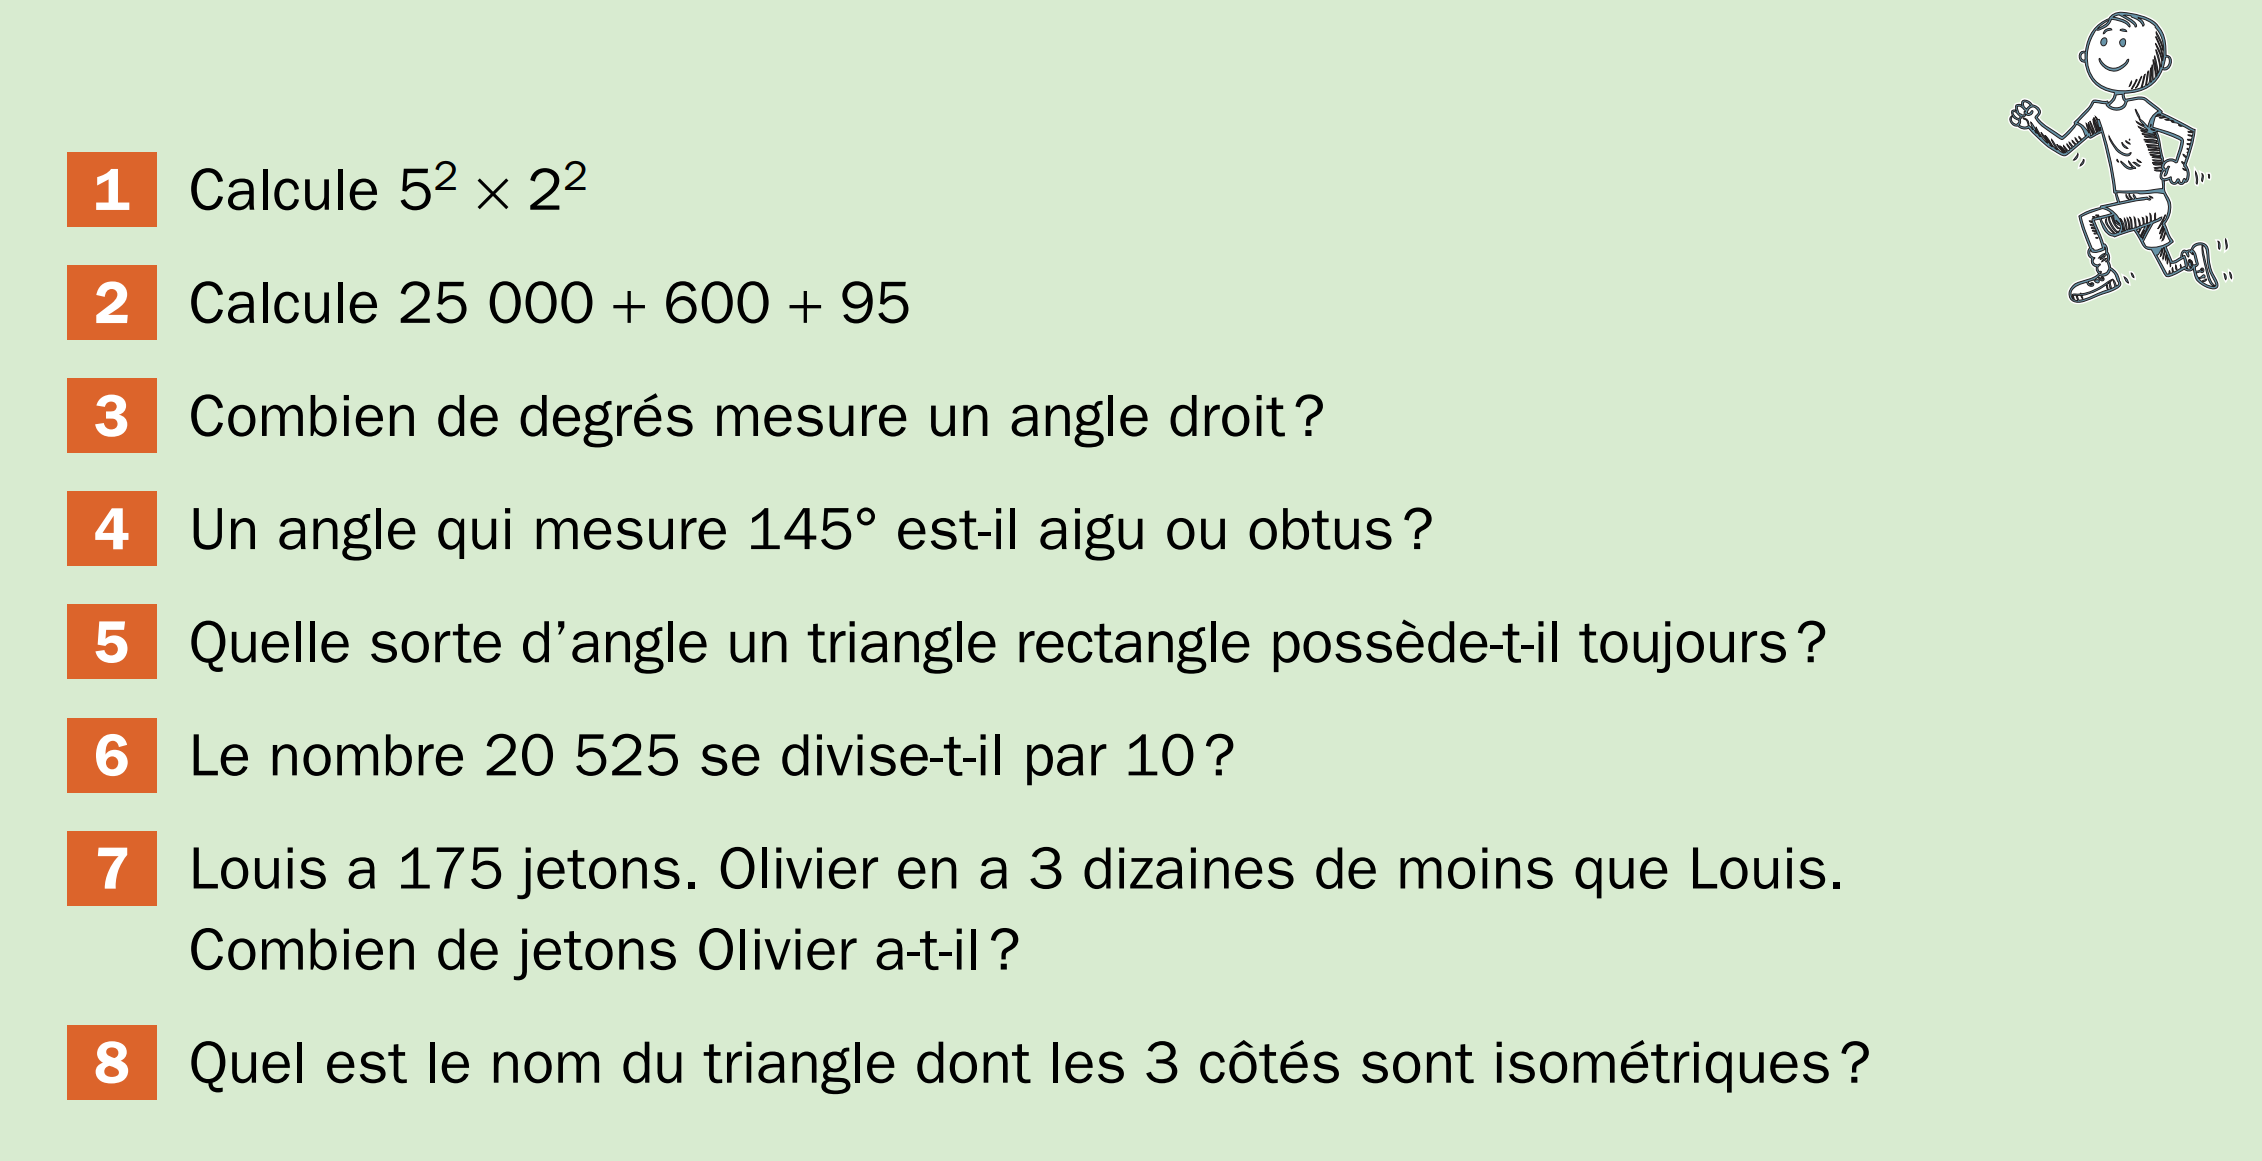 1 Calcule 5² × 2²
2 Calcule 25 000 + 600 + 95
3 Combien de degrés mesure un angle droit ?
4 Un angle qui mesure 145° est-il aigu ou obtus ?
5 Quelle sorte d’angle un triangle rectangle possède-t-il toujours ?
6 Le nombre 20 525 se divise-t-il par 10 ?
7 Louis a 175 jetons. Olivier en a 3 dizaines de moins que Louis.
Combien de jetons Olivier a-t-il ?
8 Quel est le nom du triangle dont les 3 côtés sont isométriques ?